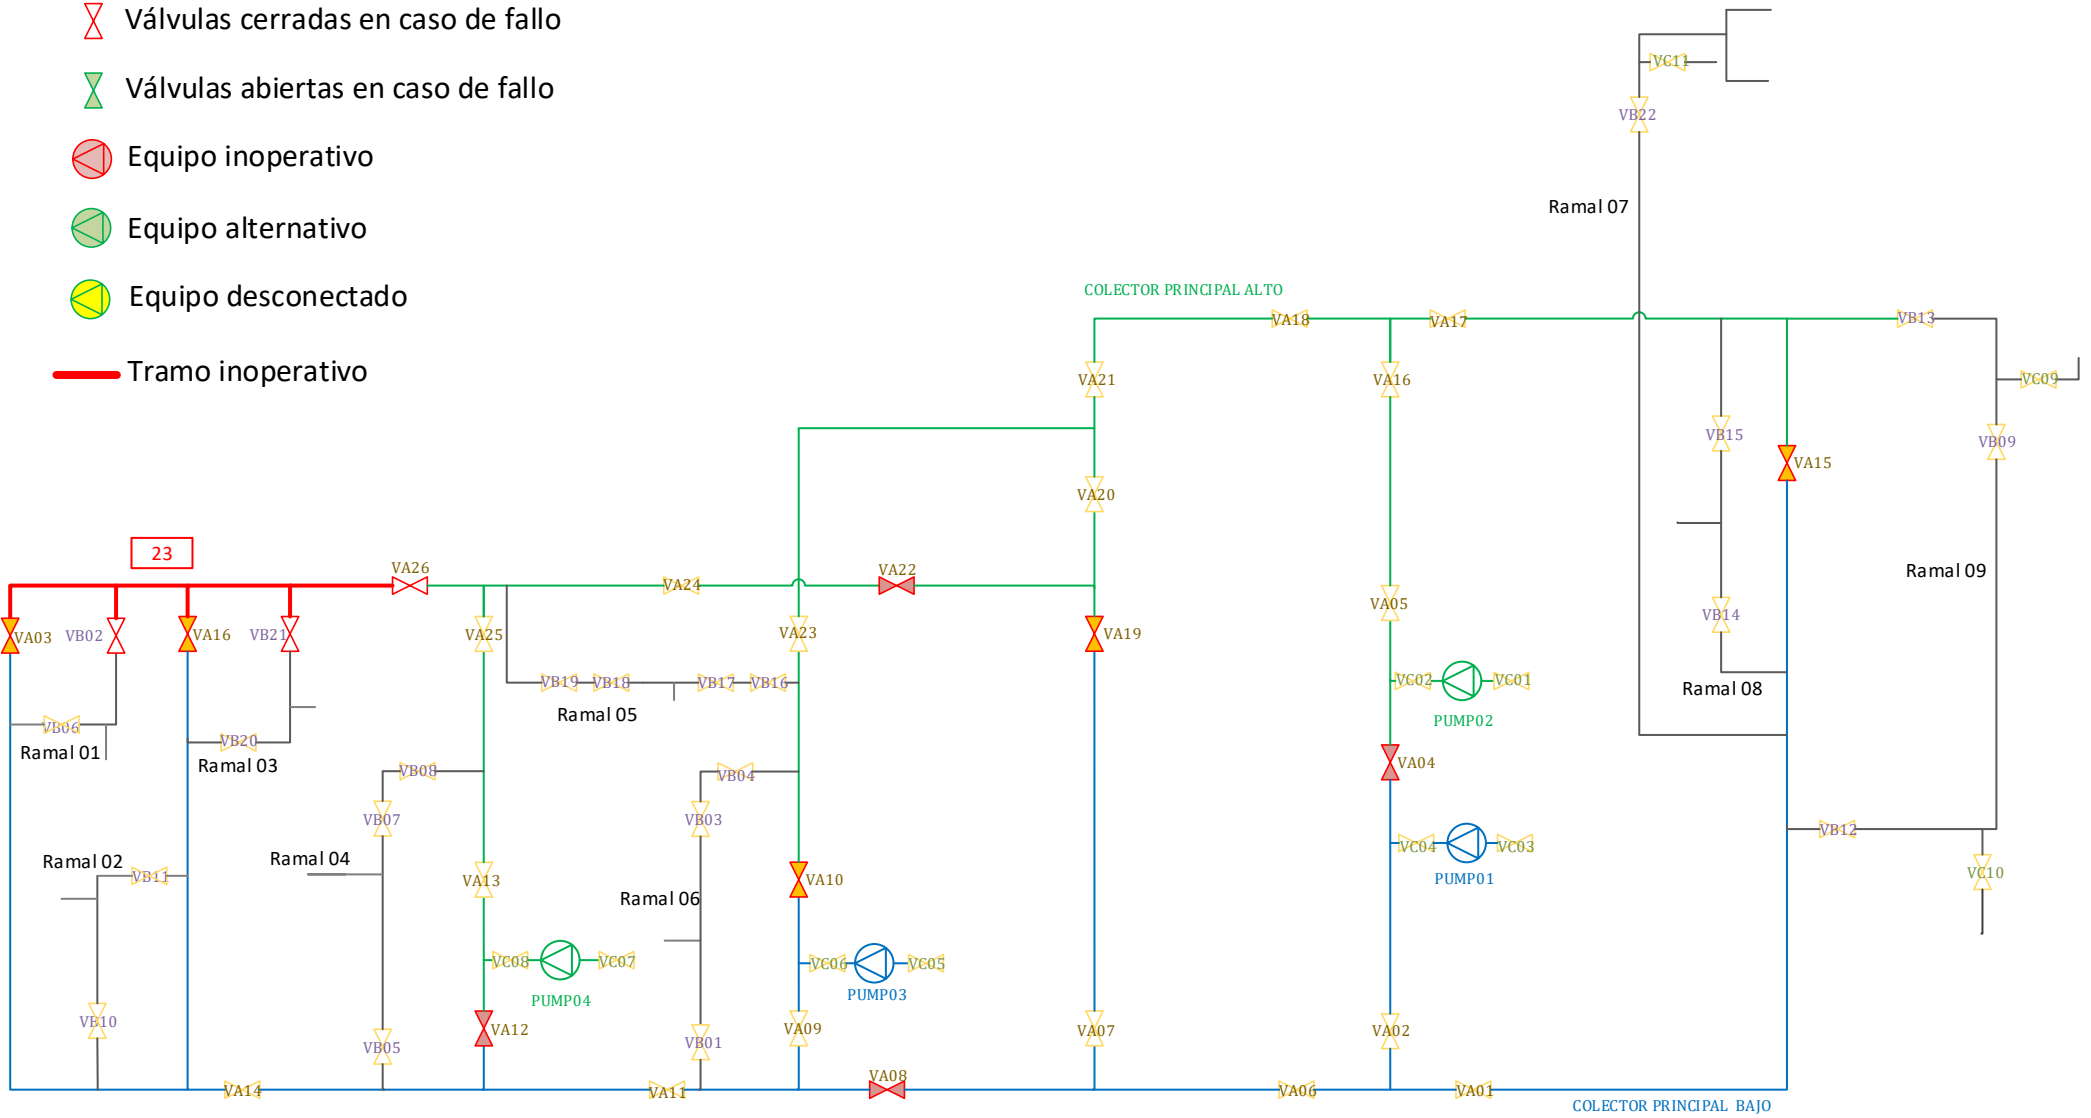 Válvulas cerradas en caso de fallo
Válvulas abiertas en caso de fallo
Equipo inoperativo
Equipo alternativo
Equipo desconectado
Tramo inoperativo
VC11
VB22
Ramal 07
COLECTOR PRINCIPAL ALTO
VA18
VA17
VB13
VA21
VA16
VC09
VB15
VB09
VA15
VA20
23
VA26
VA24
VA22
Ramal 09
VA03
VB02
VA16
VB21
VA25
VA23
VA19
VA05
VB14
VB19
VB18
VB17
VB16
VC02
VC01
Ramal 08
Ramal 05
PUMP02
VB06
VB20
Ramal 01
Ramal 03
VB08
VB04
VA04
VB07
VB03
VB12
VC04
VC03
Ramal 02
Ramal 04
VB11
VA13
VA10
PUMP01
VC10
Ramal 06
VC08
VC07
VC06
VC05
PUMP04
PUMP03
VB10
VA12
VA09
VA07
VA02
VB05
VB01
VA14
VA11
VA08
VA06
VA01
COLECTOR PRINCIPAL BAJO